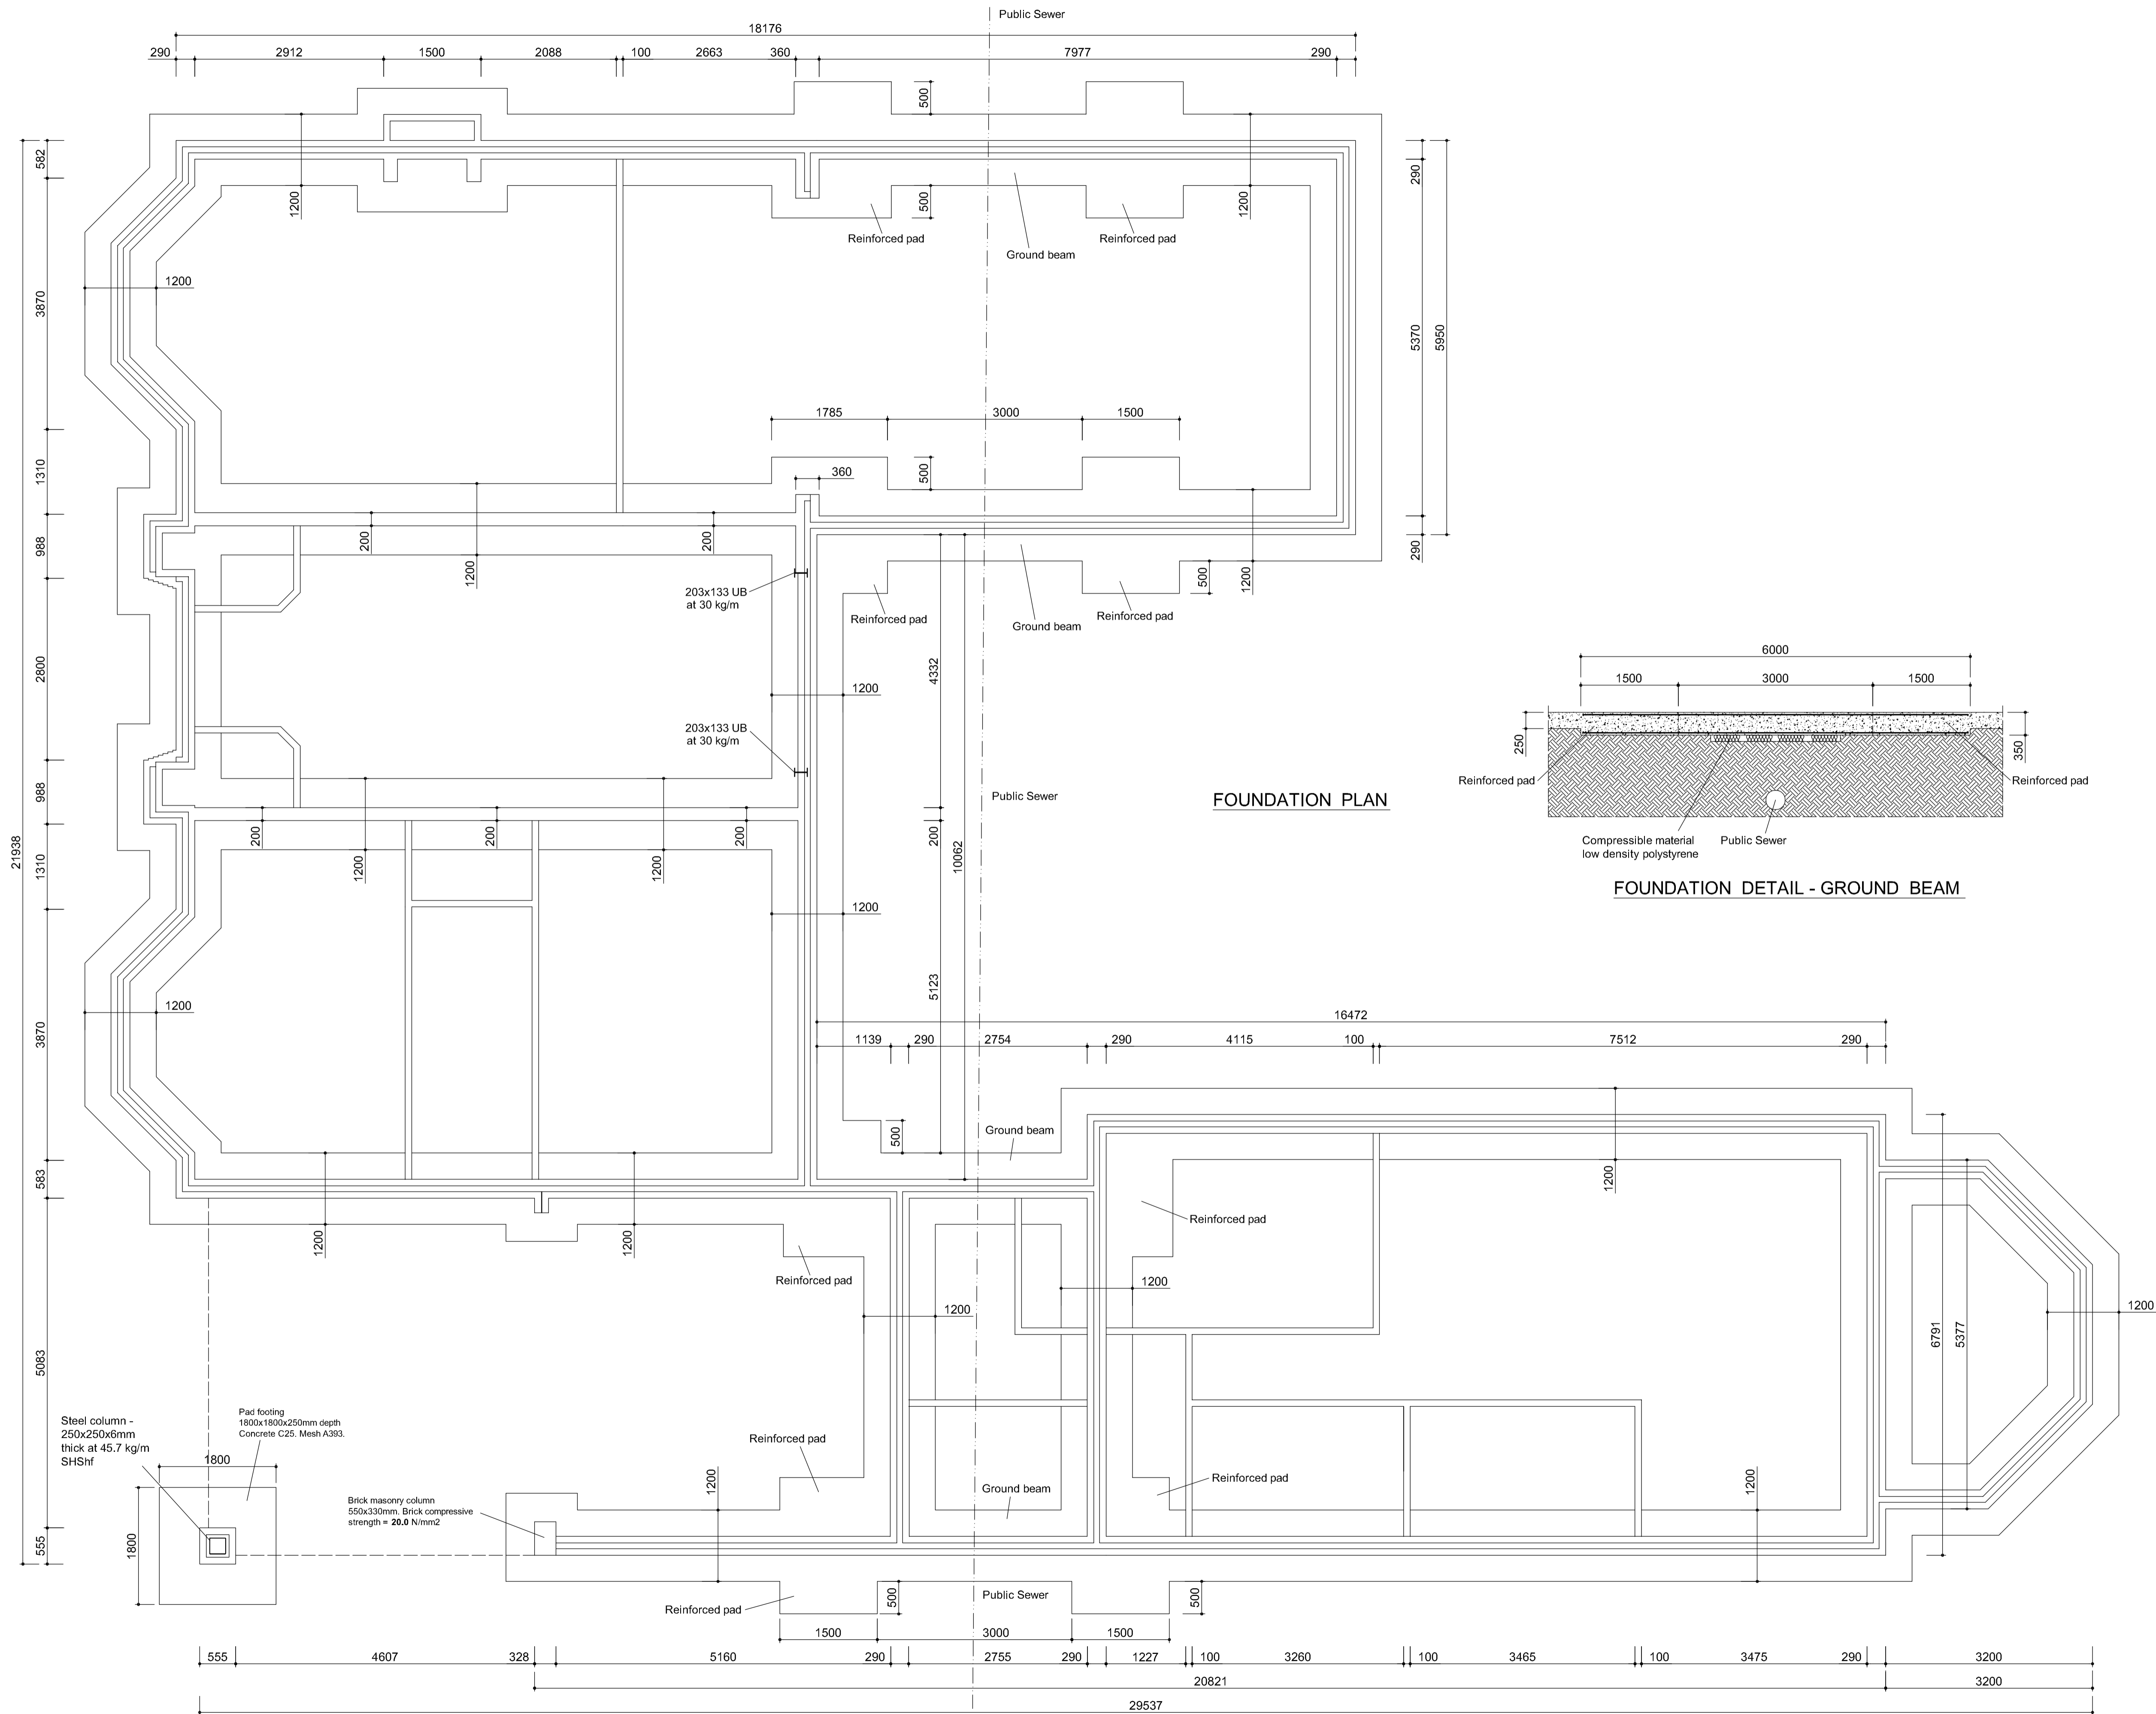 Public Sewer
18176
290
2912
1500
2088
100
2663
360
7977
290
500
582
1200
500
1200
290
Reinforced pad
Reinforced pad
Ground beam
1200
3870
5370
5950
1785
3000
1500
1310
500
360
988
200
200
1200
290
203x133 UB
at 30 kg/m
500
1200
Reinforced pad
Reinforced pad
Ground beam
2800
4332
1200
6000
1500
3000
1500
203x133 UB
at 30 kg/m
250
350
Reinforced pad
Reinforced pad
988
Public Sewer
FOUNDATION PLAN
200
200
200
200
Compressible material
low density polystyrene
Public Sewer
21938
1310
1200
1200
10062
FOUNDATION DETAIL - GROUND BEAM
1200
5123
1200
3870
16472
1139
290
2754
290
4115
100
7512
290
500
Ground beam
583
1200
1200
1200
Reinforced pad
Reinforced pad
1200
1200
1200
6791
5377
5083
Steel column -
250x250x6mm
thick at 45.7 kg/m
SHShf
Pad footing
1800x1800x250mm depth
Concrete C25. Mesh A393.
1800
Reinforced pad
1200
Reinforced pad
1200
Ground beam
Brick masonry column
550x330mm. Brick compressive
strength = 20.0 N/mm2
555
1800
Public Sewer
500
500
Reinforced pad
1500
3000
1500
555
4607
328
5160
290
2755
290
1227
100
3260
100
3465
100
3475
290
3200
20821
3200
29537